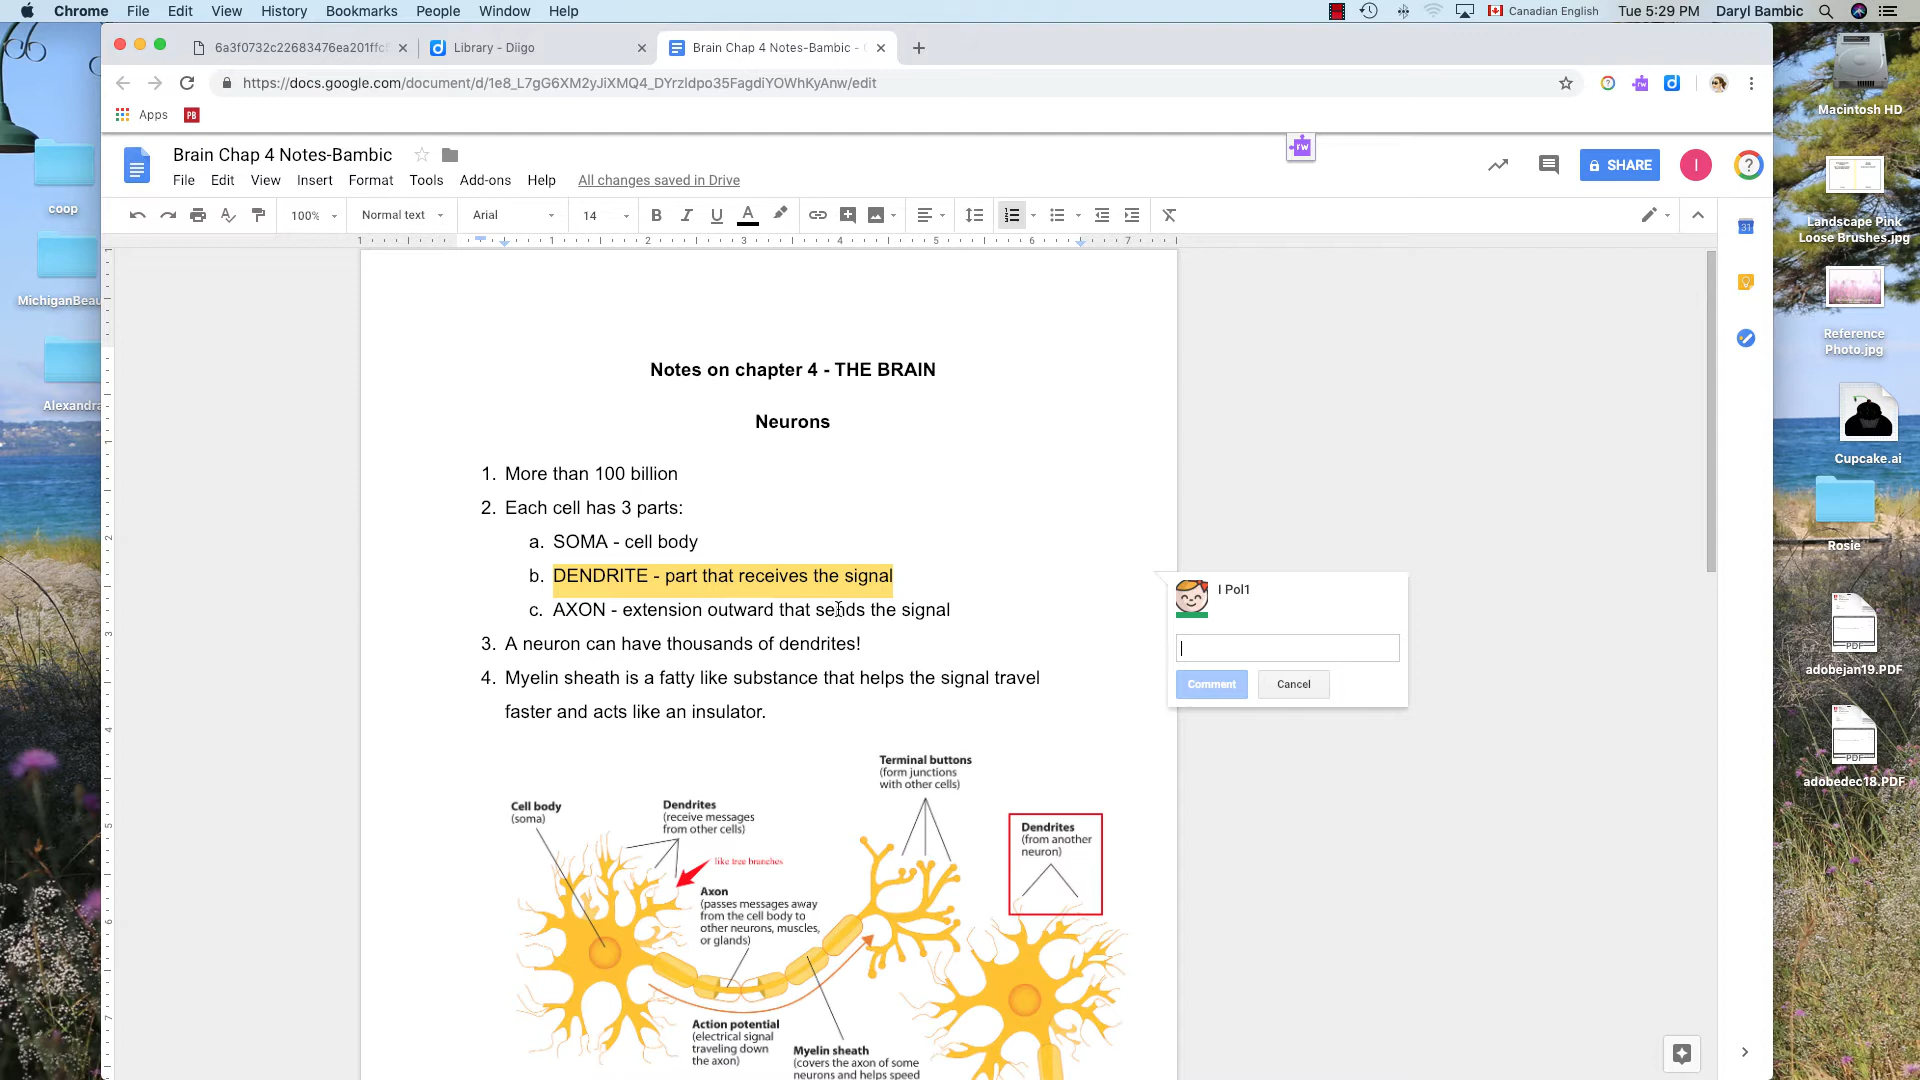 Chrome File Edit View History Bookmarks People Window Help Canadian English Tue 5:29 PM Daryl Bambic
6a3f0732c22683476ea201ffc Library - Diigo Brain Chap 4 Notes-Bambic -
https://docs.google.com/document/d/1e8_L7gG6XM2yJiXMQ4_DYrzldpo35FagdiYOWhKyAnw/edit
Apps PB
rw
Brain Chap 4 Notes-Bambic
SHARE I
File Edit View Insert Format Tools Add-ons Help All changes saved in Drive
100% Normal text Arial 14
Notes on chapter 4 - THE BRAIN
Neurons
1. More than 100 billion
2. Each cell has 3 parts:
a. SOMA - cell body
b. DENDRITE - part that receives the signal
c. AXON - extension outward that sends the signal
3. A neuron can have thousands of dendrites!
4. Myelin sheath is a fatty like substance that helps the signal travel
faster and acts like an insulator.
I Pol1
Comment Cancel
Cell body
(soma)
Dendrites
(receive messages
from other cells)
like tree branches
Axon
(passes messages away
from the cell body to
other neurons, muscles,
or glands)
Terminal buttons
(form junctions
with other cells)
Dendrites
(from another
neuron)
Action potential
(electrical signal
traveling down
the axon)
Myelin sheath
(covers the axon of some
neurons and helps speed
coop
MichiganBeau
Alexandra
Macintosh HD
Landscape Pink
Loose Brushes.jpg
Reference
Photo.jpg
Cupcake.ai
Rosie
PDF
adobejan19.PDF
PDF
adobedec18.PDF